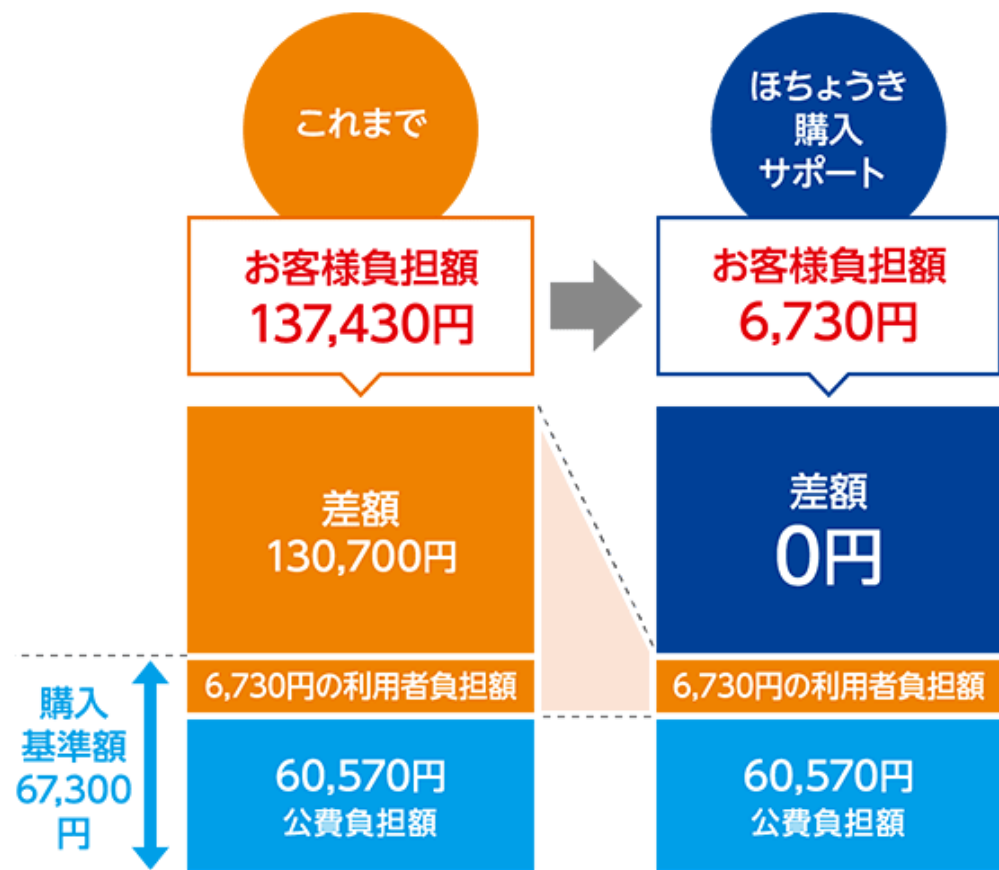 これまで
お客様負担額
137,430円
差額
130,700円
6,730円の利用者負担額
60,570円
公費負担額
購入
基準額
67,300
円
ほちょうき
購入
サポート
お客様負担額
6,730円
差額
0円
6,730円の利用者負担額
60,570円
公費負担額